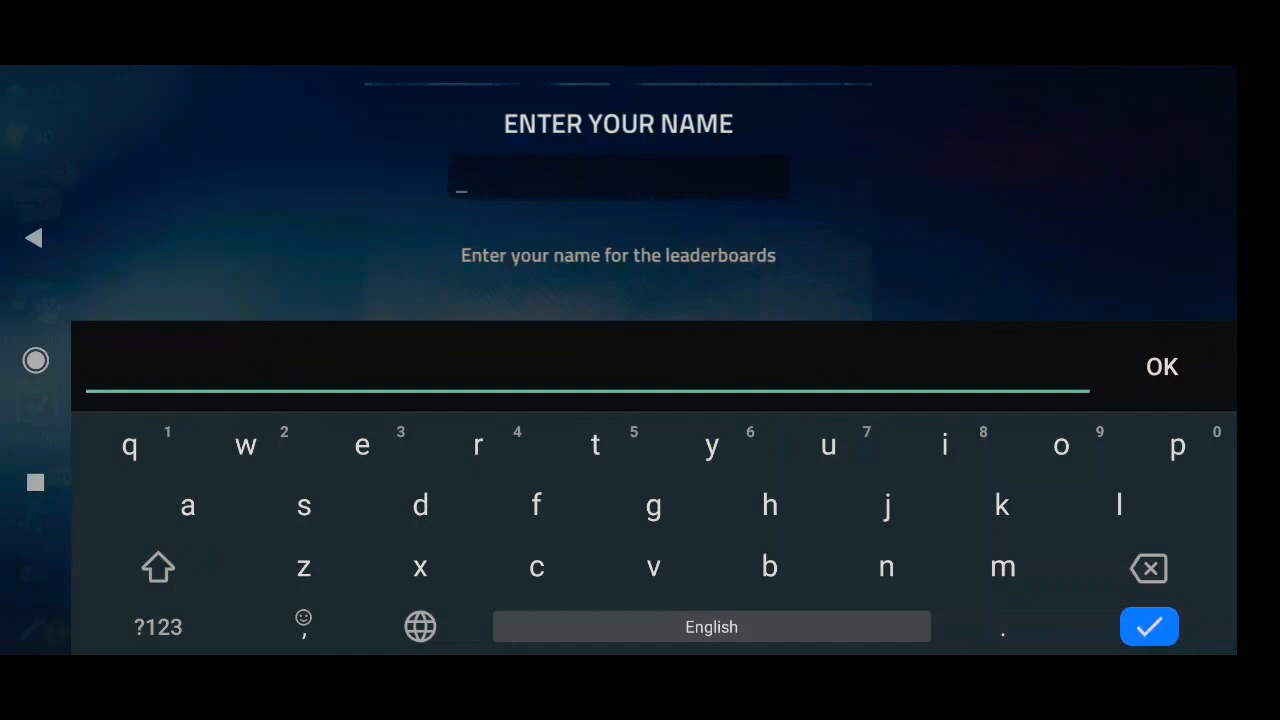 ENTER YOUR NAME
_
Enter your name for the leaderboards
OK
q 1 w 2 e 3 r 4 t 5 y 6 u 7 i 8 o 9 p 0
a s d f g h j k l
z x c v b n m
?123 , English .